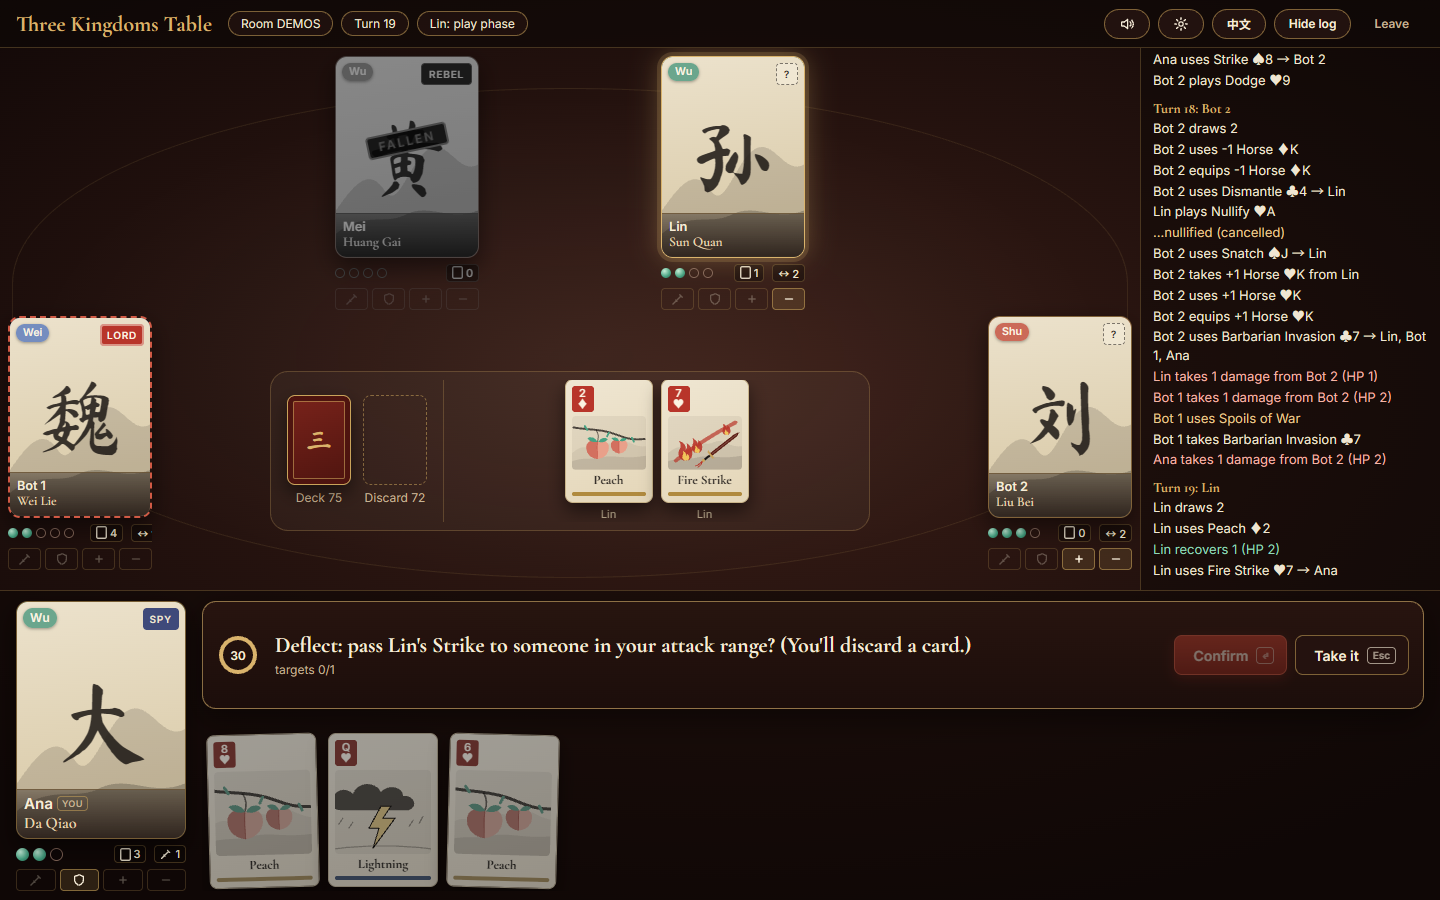 Three Kingdoms Table
Room DEMOS
Turn 19
Lin: play phase
中文
Hide log
Leave
Wu
REBEL
黄
FALLEN
Mei
Huang Gai
0
Wu
?
孙
Lin
Sun Quan
1
↔ 2
Wei
LORD
魏
Bot 1
Wei Lie
4
↔
Shu
?
刘
Bot 2
Liu Bei
0
↔ 2
三
Deck 75
Discard 72
2
♦
Peach
Lin
7
♥
Fire Strike
Lin
Ana uses Strike ♠8 → Bot 2
Bot 2 plays Dodge ♥9
Turn 18: Bot 2
Bot 2 draws 2
Bot 2 uses -1 Horse ♦K
Bot 2 equips -1 Horse ♦K
Bot 2 uses Dismantle ♣4 → Lin
Lin plays Nullify ♥A
...nullified (cancelled)
Bot 2 uses Snatch ♠J → Lin
Bot 2 takes +1 Horse ♥K from Lin
Bot 2 uses +1 Horse ♥K
Bot 2 equips +1 Horse ♥K
Bot 2 uses Barbarian Invasion ♣7 → Lin, Bot
1, Ana
Lin takes 1 damage from Bot 2 (HP 1)
Bot 1 takes 1 damage from Bot 2 (HP 2)
Bot 1 uses Spoils of War
Bot 1 takes Barbarian Invasion ♣7
Ana takes 1 damage from Bot 2 (HP 2)
Turn 19: Lin
Lin draws 2
Lin uses Peach ♦2
Lin recovers 1 (HP 2)
Lin uses Fire Strike ♥7 → Ana
Wu
SPY
大
Ana YOU
Da Qiao
3
1
30
Deflect: pass Lin's Strike to someone in your attack range? (You'll discard a card.)
targets 0/1
Confirm
Take it Esc
8
♥
Peach
Q
♥
Lightning
6
♥
Peach